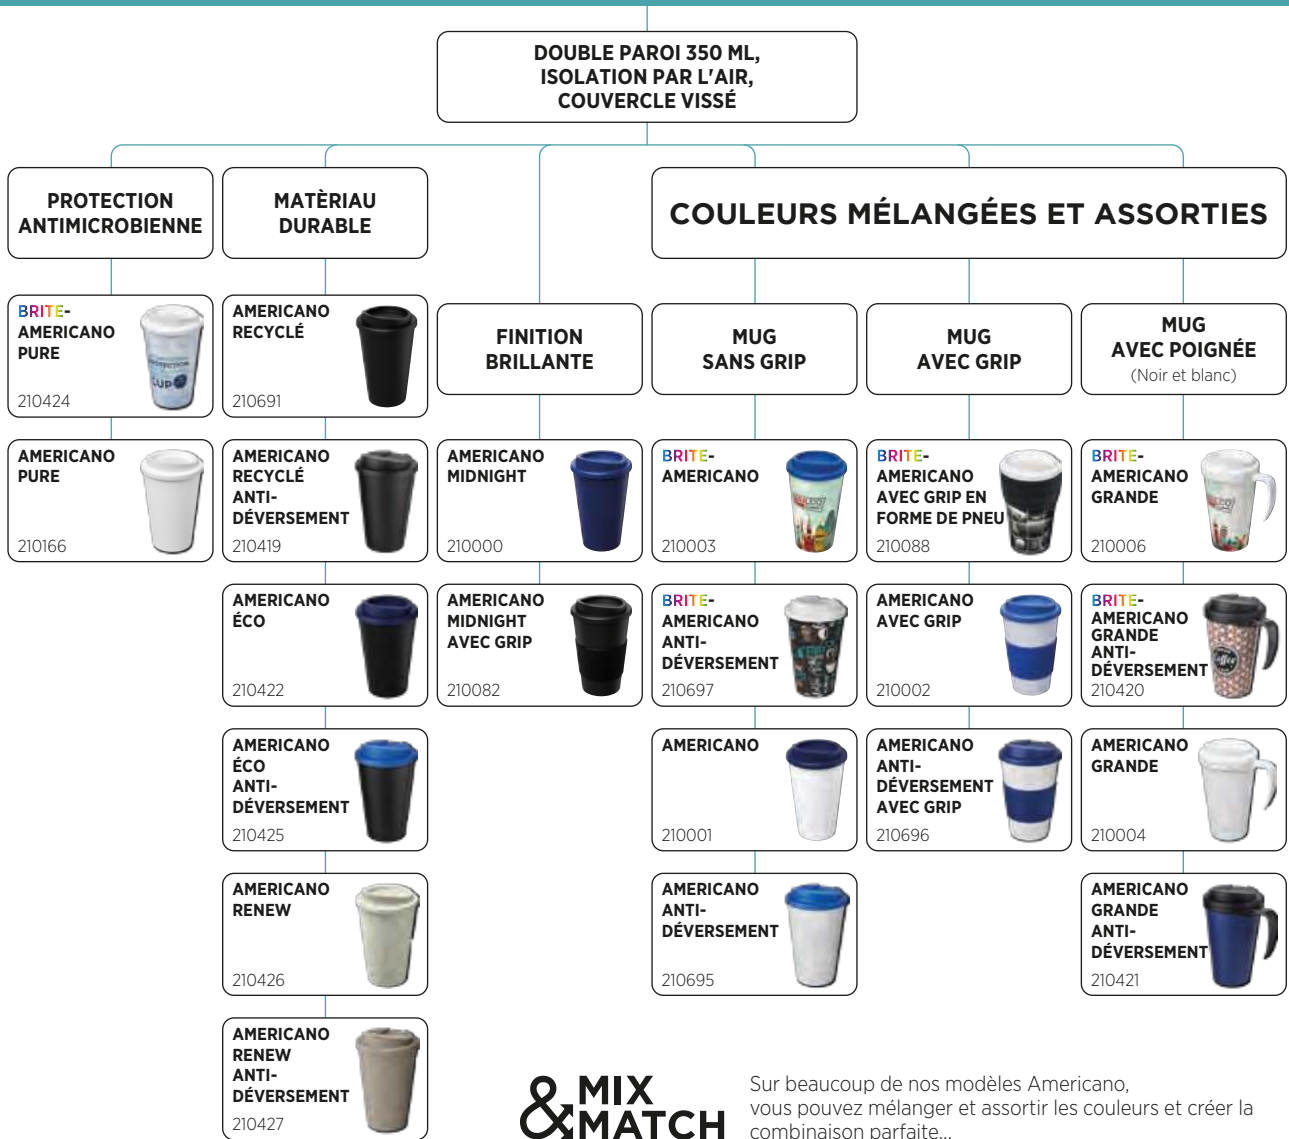 DOUBLE PAROI 350 ML,
ISOLATION PAR L'AIR,
COUVERCLE VISSÉ
PROTECTION
ANTIMICROBIENNE
MATÈRIAU
DURABLE
COULEURS MÉLANGÉES ET ASSORTIES
BRITE-
AMERICANO
PURE
210424
AMERICANO
RECYCLÉ
210691
FINITION
BRILLANTE
MUG
SANS GRIP
MUG
AVEC GRIP
MUG
AVEC POIGNÉE
(Noir et blanc)
AMERICANO
PURE
210166
AMERICANO
RECYCLÉ
ANTI-
DÉVERSEMENT
210419
AMERICANO
MIDNIGHT
210000
BRITE-
AMERICANO
210003
BRITE-
AMERICANO
AVEC GRIP EN
FORME DE PNEU
210088
BRITE-
AMERICANO
GRANDE
210006
AMERICANO
ÉCO
210422
AMERICANO
MIDNIGHT
AVEC GRIP
210082
BRITE-
AMERICANO
ANTI-
DÉVERSEMENT
210697
AMERICANO
AVEC GRIP
210002
BRITE-
AMERICANO
GRANDE
ANTI-
DÉVERSEMENT
210420
AMERICANO
ÉCO
ANTI-
DÉVERSEMENT
210425
AMERICANO
210001
AMERICANO
ANTI-
DÉVERSEMENT
AVEC GRIP
210696
AMERICANO
GRANDE
210004
AMERICANO
RENEW
210426
AMERICANO
ANTI-
DÉVERSEMENT
210695
AMERICANO
GRANDE
ANTI-
DÉVERSEMENT
210421
AMERICANO
RENEW
ANTI-
DÉVERSEMENT
210427
& MIX
MATCH
Sur beaucoup de nos modèles Americano,
vous pouvez mélanger et assortir les couleurs et créer la
combinaison parfaite...
PROTECTION
CUP
Coffee